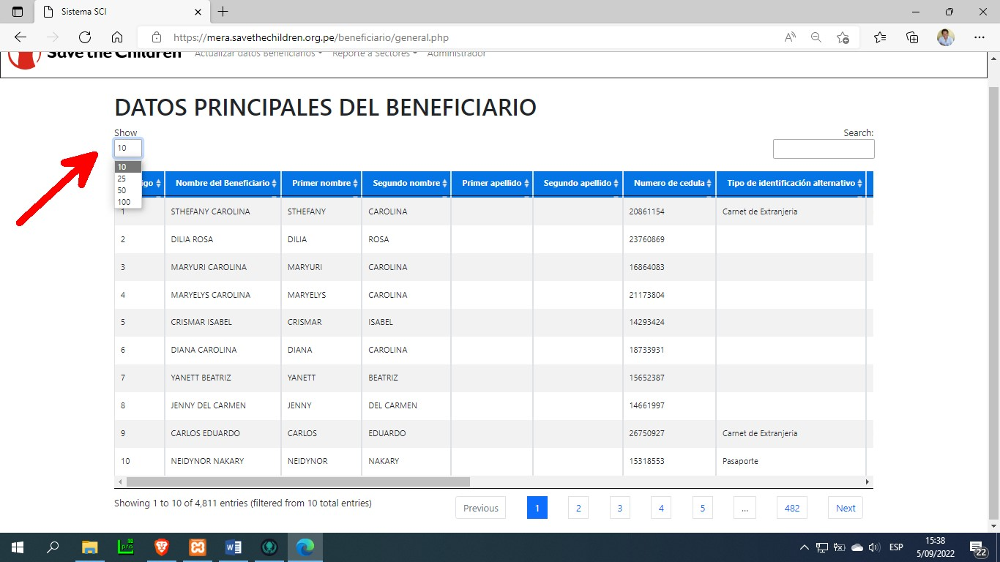 Sistema SCI
https://mera.savethechildren.org.pe/beneficiario/general.php
Save the Children Actualizar datos Beneficiarios Reporte a Sectores Administrador
DATOS PRINCIPALES DEL BENEFICIARIO
Show Search:
10
10
25
50
100
Nombre del Beneficiario Primer nombre Segundo nombre Primer apellido Segundo apellido Numero de cedula Tipo de identificación alternativo
1 STHEFANY CAROLINA STHEFANY CAROLINA 20861154 Carnet de Extranjeria
2 DILIA ROSA DILIA ROSA 23760869
3 MARYURI CAROLINA MARYURI CAROLINA 16864083
4 MARYELYS CAROLINA MARYELYS CAROLINA 21173804
5 CRISMAR ISABEL CRISMAR ISABEL 14293424
6 DIANA CAROLINA DIANA CAROLINA 18733931
7 YANETT BEATRIZ YANETT BEATRIZ 15652387
8 JENNY DEL CARMEN JENNY DEL CARMEN 14661997
9 CARLOS EDUARDO CARLOS EDUARDO 26750927 Carnet de Extranjeria
10 NEIDYNOR NAKARY NEIDYNOR NAKARY 15318553 Pasaporte
Showing 1 to 10 of 4,811 entries (filtered from 10 total entries)
Previous 1 2 3 4 5 ... 482 Next
ESP 15:38
5/09/2022 22